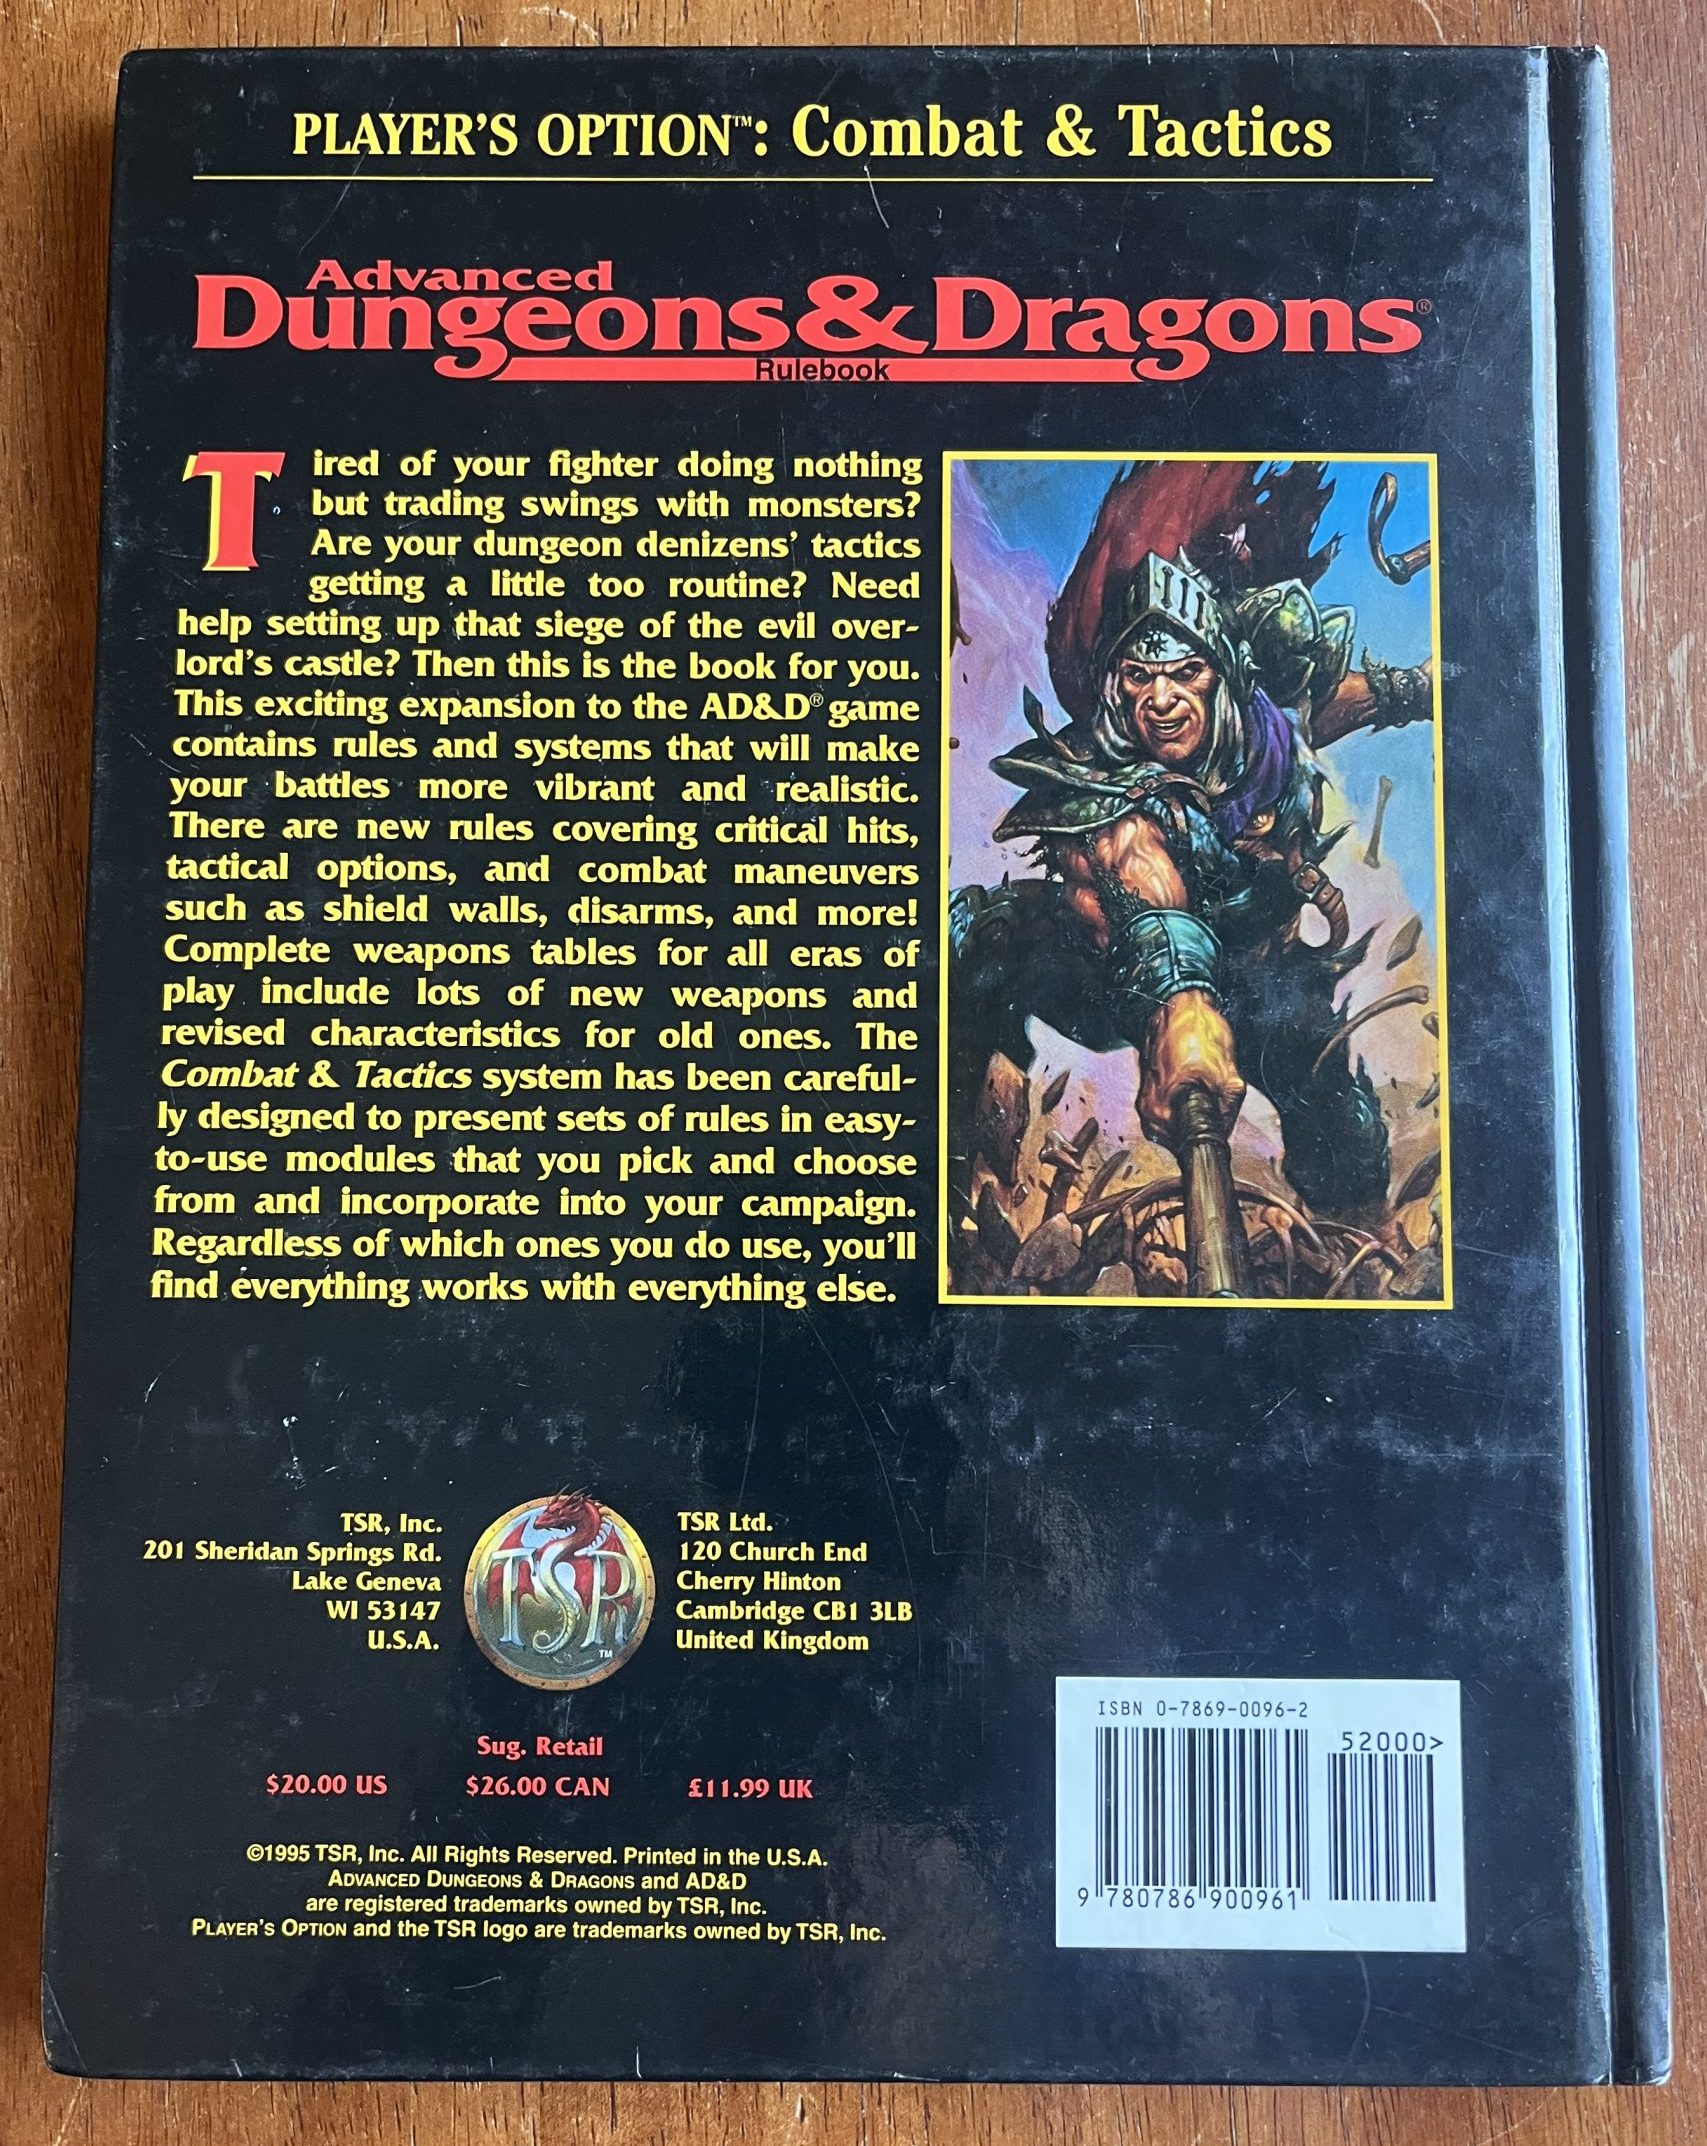 PLAYER'S OPTION™: Combat & Tactics
Advanced
Dungeons & Dragons®
Rulebook
Tired of your fighter doing nothing
but trading swings with monsters?
Are your dungeon denizens' tactics
getting a little too routine? Need
help setting up that siege of the evil over-
lord's castle? Then this is the book for you.
This exciting expansion to the AD&D® game
contains rules and systems that will make
your battles more vibrant and realistic.
There are new rules covering critical hits,
tactical options, and combat maneuvers
such as shield walls, disarms, and more!
Complete weapons tables for all eras of
play include lots of new weapons and
revised characteristics for old ones. The
Combat & Tactics system has been careful-
ly designed to present sets of rules in easy-
to-use modules that you pick and choose
from and incorporate into your campaign.
Regardless of which ones you do use, you'll
find everything works with everything else.
TSR, Inc.
201 Sheridan Springs Rd.
Lake Geneva
WI 53147
U.S.A.
TSR™
TSR Ltd.
120 Church End
Cherry Hinton
Cambridge CB1 3LB
United Kingdom
Sug. Retail
$20.00 US $26.00 CAN £11.99 UK
©1995 TSR, Inc. All Rights Reserved. Printed in the U.S.A.
ADVANCED DUNGEONS & DRAGONS and AD&D
are registered trademarks owned by TSR, Inc.
PLAYER'S OPTION and the TSR logo are trademarks owned by TSR, Inc.
ISBN 0-7869-0096-2
52000>
9 780786 900961